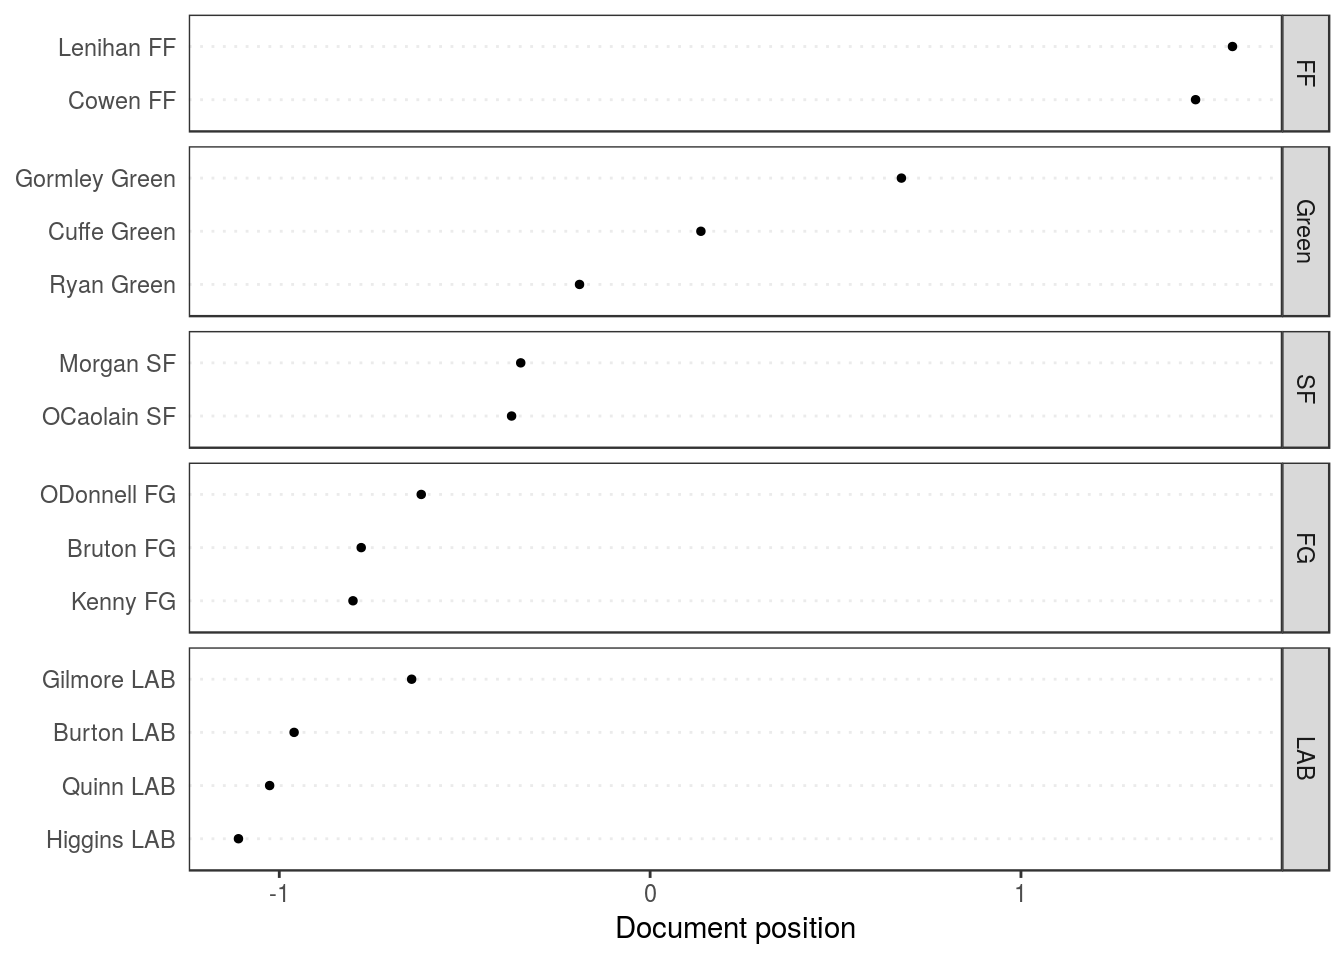 Lenihan FF
Cowen FF
FF
Gormley Green
Cuffe Green
Ryan Green
Green
Morgan SF
OCaolain SF
SF
ODonnell FG
Bruton FG
Kenny FG
FG
Gilmore LAB
Burton LAB
Quinn LAB
Higgins LAB
LAB
-1 0 1
Document position